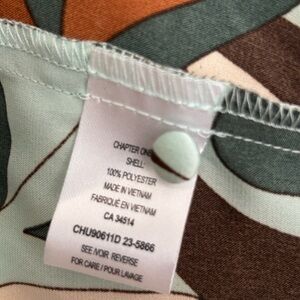 CHAPTER ONE
SHELL:
100% POLYESTER
MADE IN VIETNAM
FABRIQUÉ EN VIETNAM
CA 34514
CHU90611D 23-5866
SEE /VOIR REVERSE
FOR CARE / POUR LAVAGE